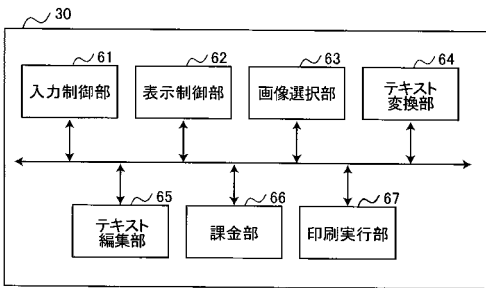 30
61
62
63
64
入力制御部
表示制御部
画像選択部
テキスト
変換部
65
66
67
テキスト
編集部
課金部
印刷実行部